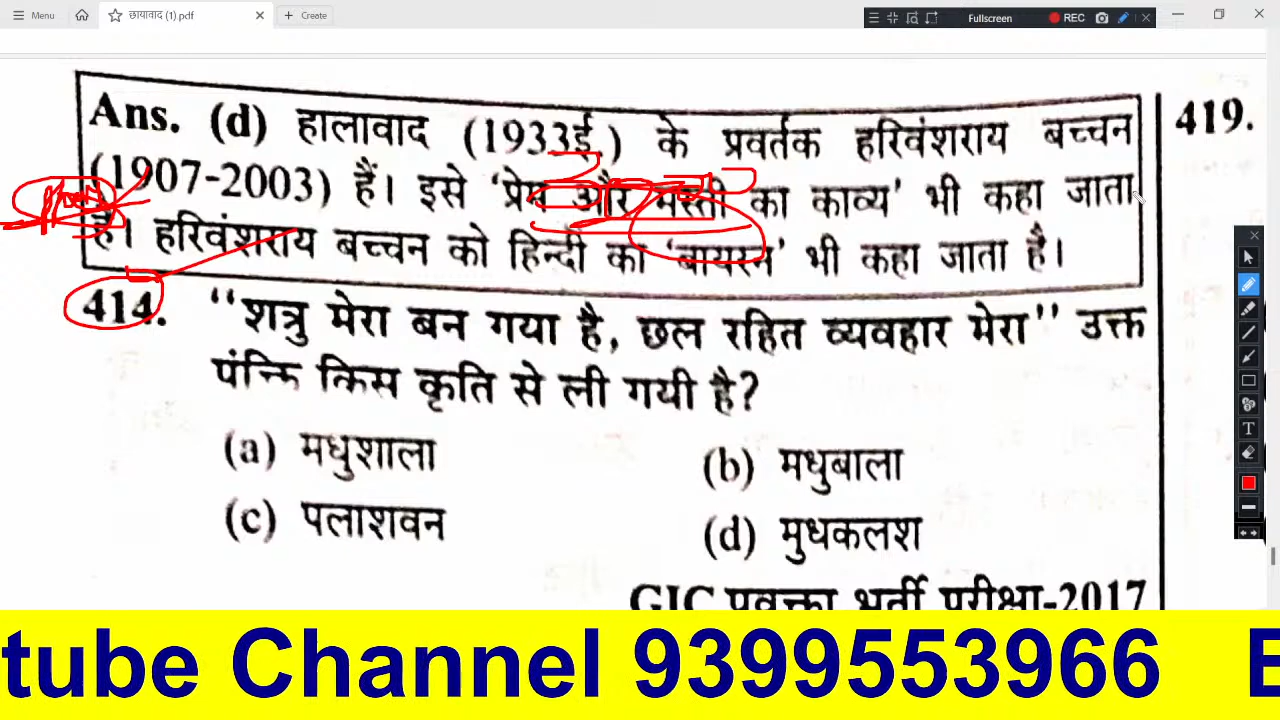 Menu
छायावाद (1).pdf
Create
Fullscreen
REC
Ans. (d) हालावाद (1933ई.) के प्रवर्तक हरिवंशराय बच्चन
(1907-2003) हैं। इसे 'प्रेम और मस्ती का काव्य' भी कहा जाता
है। हरिवंशराय बच्चन को हिन्दी का 'बायरन' भी कहा जाता है।
414. "शत्रु मेरा बन गया है, छल रहित व्यवहार मेरा" उक्त
पंक्ति किस कृति से ली गयी है?
(a) मधुशाला (b) मधुबाला
(c) पलाशवन (d) मुधकलश
GIC प्रवक्ता भर्ती परीक्षा-2017
419.
tube Channel 9399553966 E